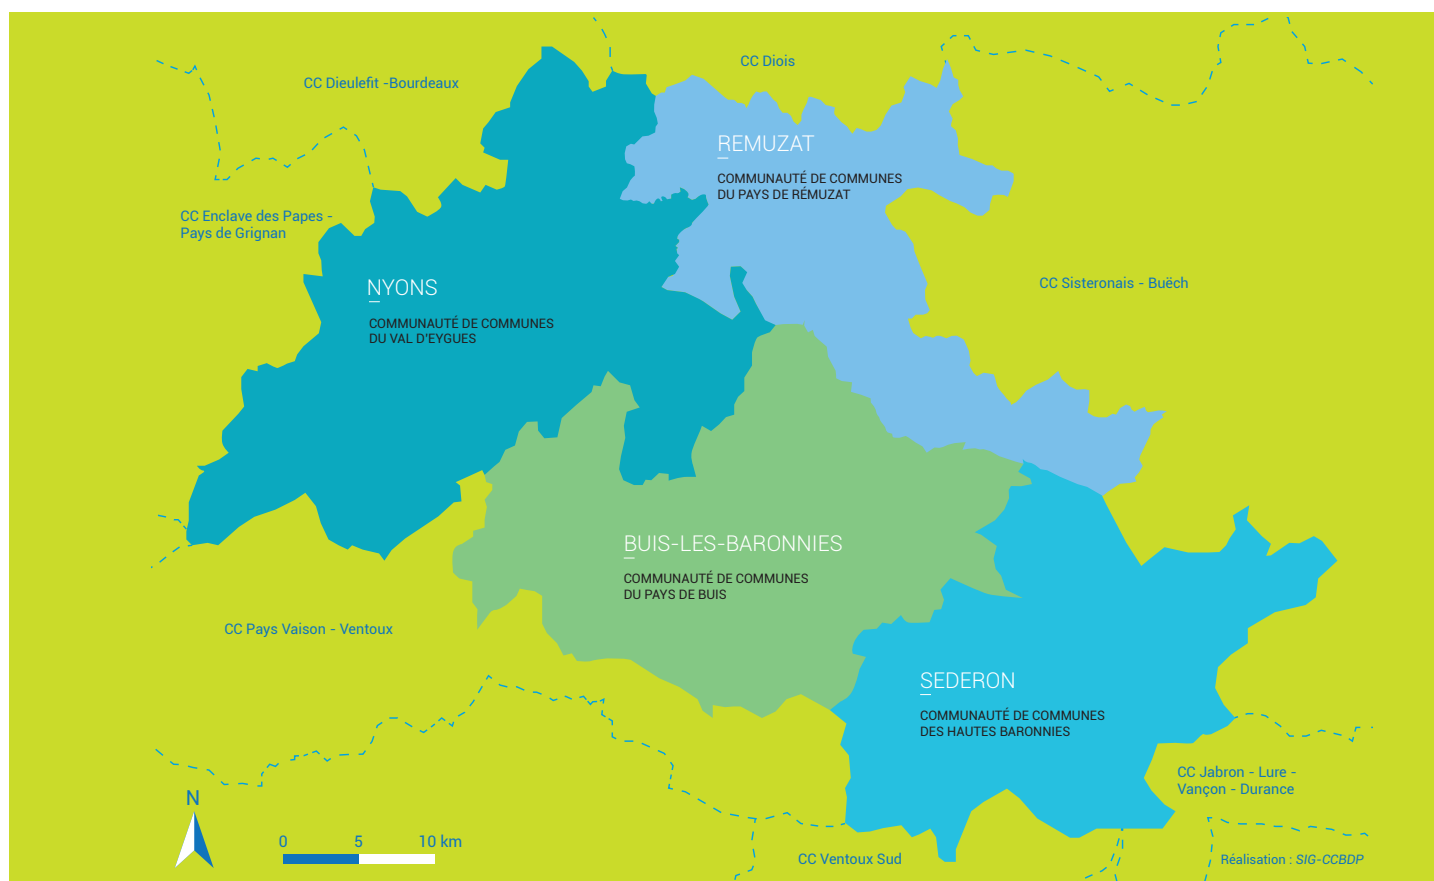 CC Diois
CC Dieulefit -Bourdeaux
REMUZAT
COMMUNAUTÉ DE COMMUNES
DU PAYS DE RÉMUZAT
CC Enclave des Papes -
Pays de Grignan
NYONS
COMMUNAUTÉ DE COMMUNES
DU VAL D'EYGUES
CC Sisteronais - Buëch
BUIS-LES-BARONNIES
COMMUNAUTÉ DE COMMUNES
DU PAYS DE BUIS
CC Pays Vaison - Ventoux
SEDERON
COMMUNAUTÉ DE COMMUNES
DES HAUTES BARONNIES
CC Jabron - Lure -
Vançon - Durance
N
0 5 10 km
CC Ventoux Sud
Réalisation : SIG-CCBDP